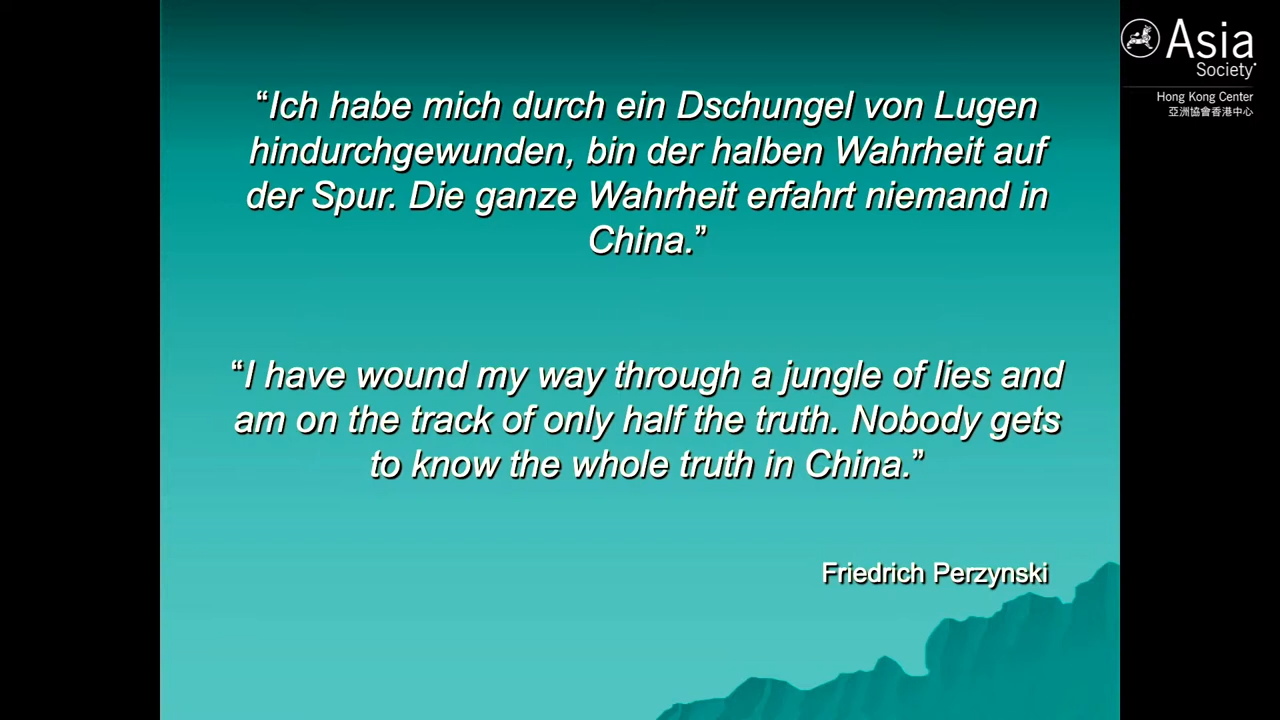 “Ich habe mich durch ein Dschungel von Lugen
hindurchgewunden, bin der halben Wahrheit auf
der Spur. Die ganze Wahrheit erfahrt niemand in
China.”
“I have wound my way through a jungle of lies and
am on the track of only half the truth. Nobody gets
to know the whole truth in China.”
Friedrich Perzynski
Asia
Society
Hong Kong Center
亞洲協會香港中心